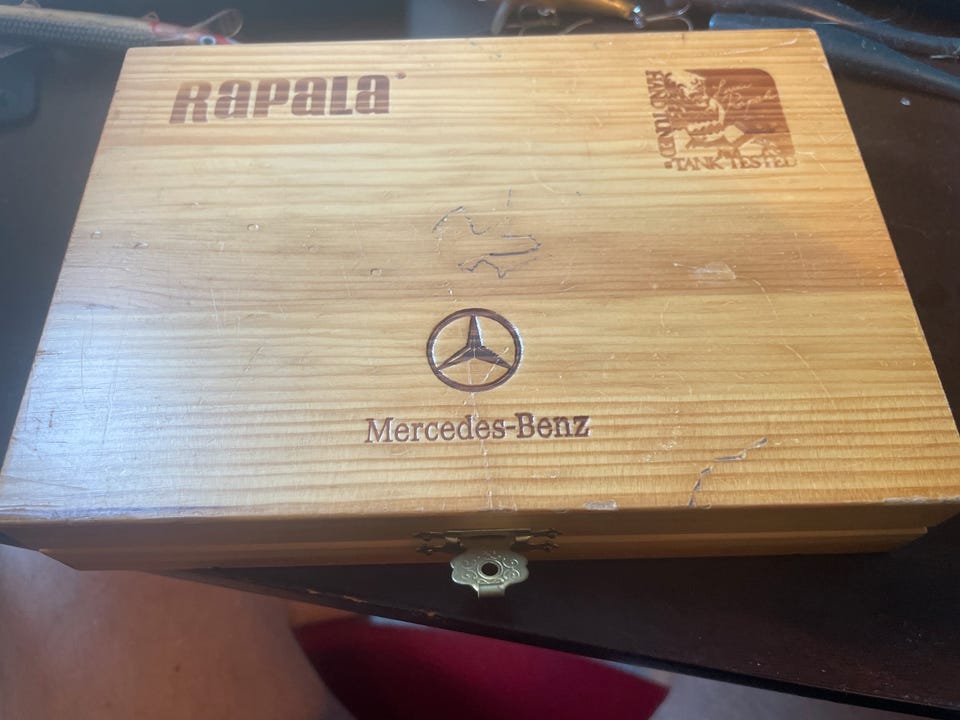 RAPALA
HAND TUNED.
TANK TESTED
Mercedes-Benz